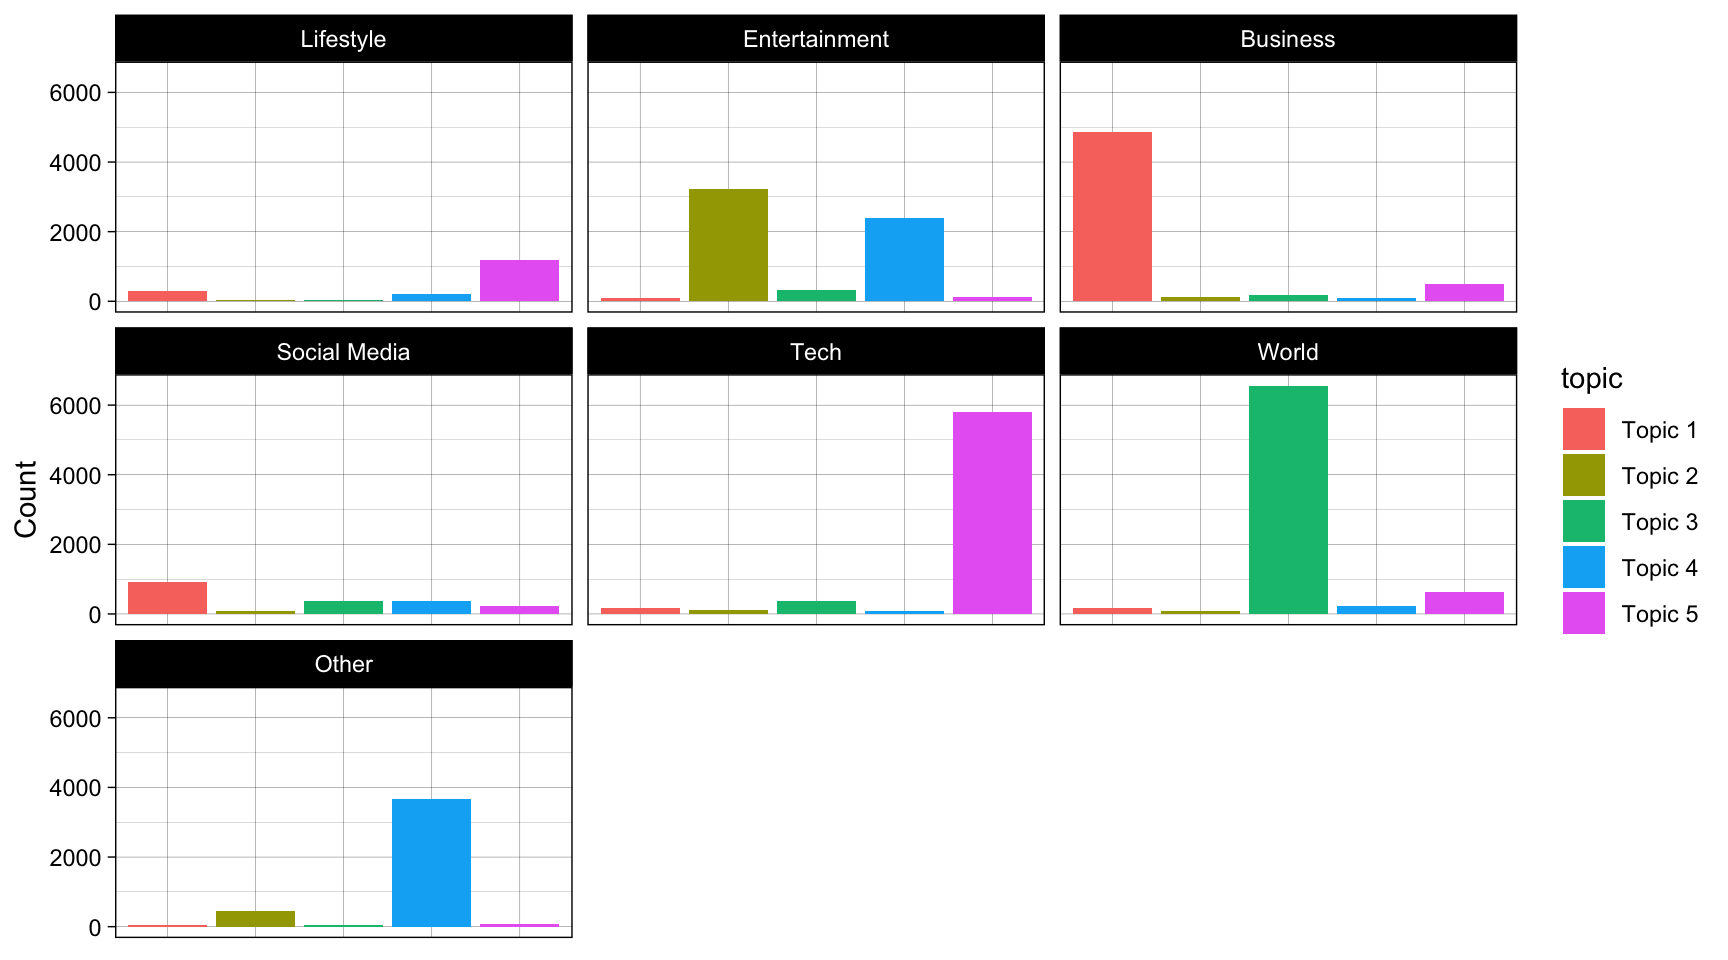 Lifestyle
Entertainment
Business
6000
4000
2000
0
Social Media
Tech
World
6000
4000
2000
0
Other
6000
4000
2000
0
Count
topic
Topic 1
Topic 2
Topic 3
Topic 4
Topic 5